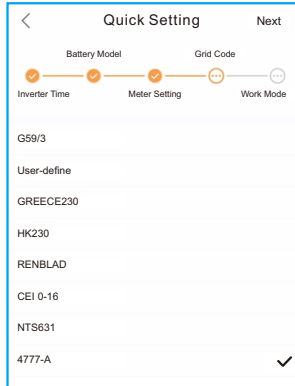 Quick Setting Next
Battery Model Grid Code
Inverter Time Meter Setting Work Mode
G59/3
User-define
GREECE230
HK230
RENBLAD
CEI 0-16
NTS631
4777-A